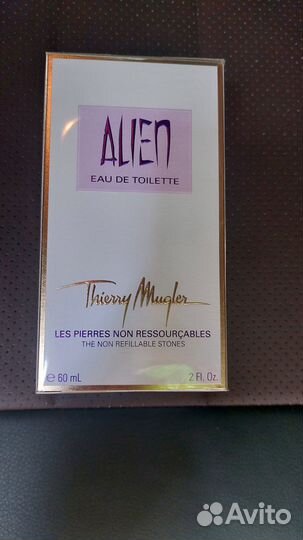 ALIEN
EAU DE TOILETTE
Thierry Mugler
LES PIERRES NON RESSOURÇABLES
THE NON REFILLABLE STONES
℮ 60 mL 2 Fl. Oz.
Avito